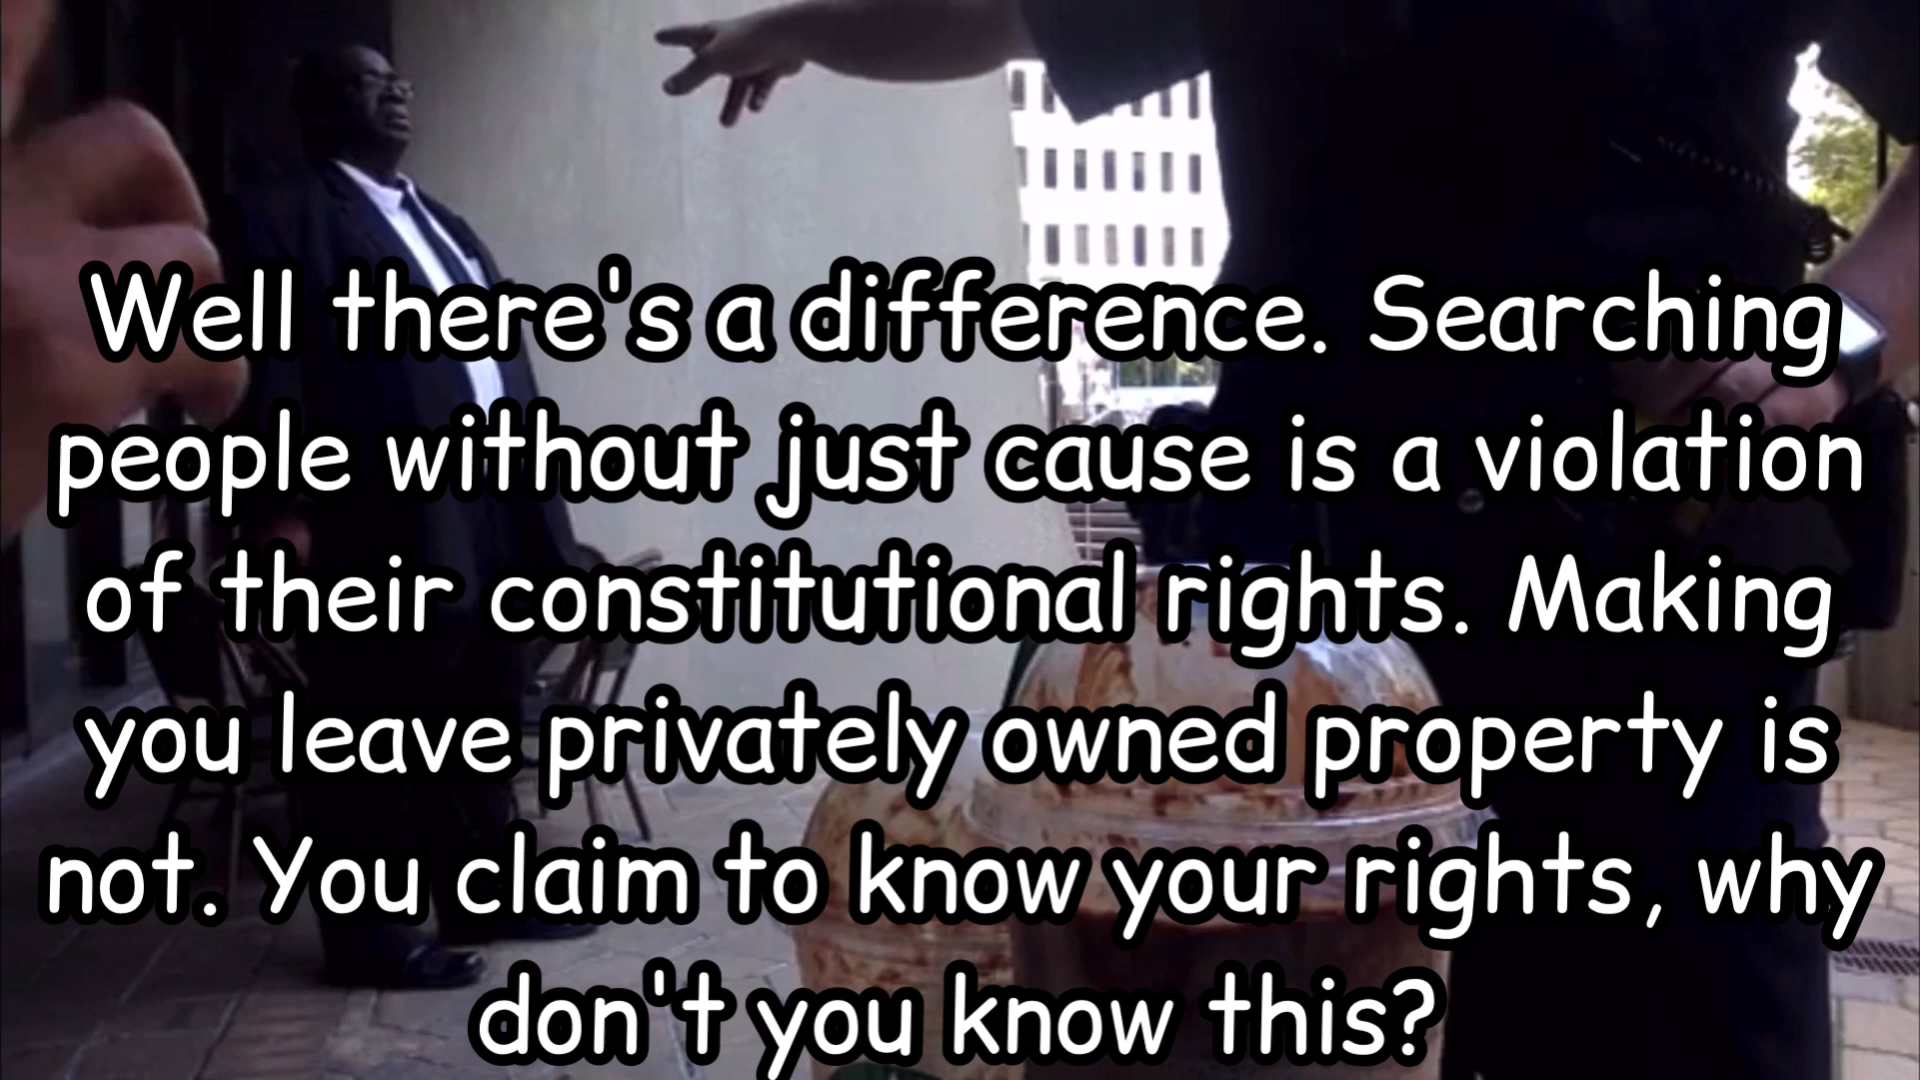 Well there's a difference. Searching
people without just cause is a violation
of their constitutional rights. Making
you leave privately owned property is
not. You claim to know your rights, why
don't you know this?